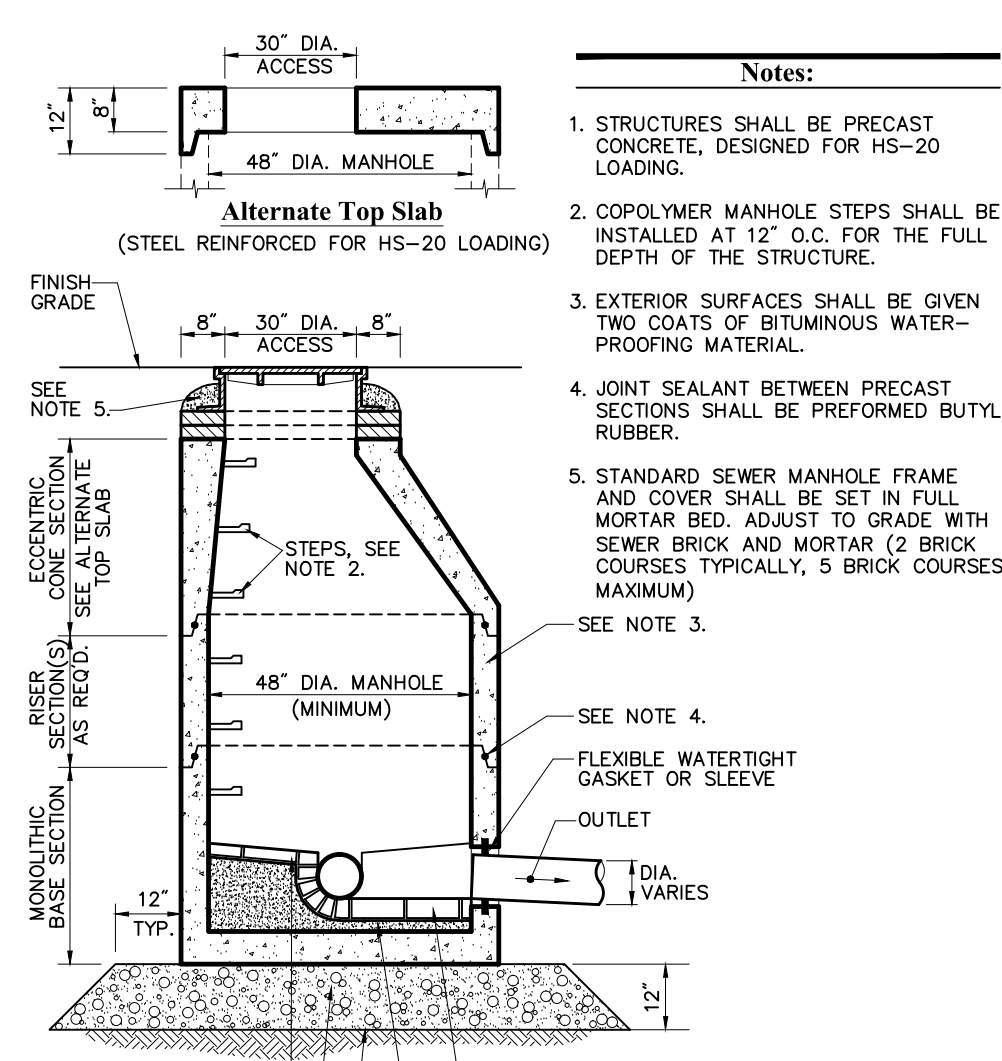 30" DIA.
ACCESS
12"
8"
48" DIA. MANHOLE
Alternate Top Slab
(STEEL REINFORCED FOR HS-20 LOADING)
FINISH
GRADE
8"
30" DIA.
ACCESS
8"
SEE
NOTE 5.
ECCENTRIC
CONE SECTION
SEE ALTERNATE
TOP SLAB
STEPS, SEE
NOTE 2.
RISER
SECTION(S)
AS REQ'D.
48" DIA. MANHOLE
(MINIMUM)
MONOLITHIC
BASE SECTION
12"
TYP.
SEE NOTE 3.
SEE NOTE 4.
FLEXIBLE WATERTIGHT
GASKET OR SLEEVE
OUTLET
DIA.
VARIES
12"
Notes:
1. STRUCTURES SHALL BE PRECAST
CONCRETE, DESIGNED FOR HS-20
LOADING.
2. COPOLYMER MANHOLE STEPS SHALL BE
INSTALLED AT 12" O.C. FOR THE FULL
DEPTH OF THE STRUCTURE.
3. EXTERIOR SURFACES SHALL BE GIVEN
TWO COATS OF BITUMINOUS WATER-
PROOFING MATERIAL.
4. JOINT SEALANT BETWEEN PRECAST
SECTIONS SHALL BE PREFORMED BUTYL
RUBBER.
5. STANDARD SEWER MANHOLE FRAME
AND COVER SHALL BE SET IN FULL
MORTAR BED. ADJUST TO GRADE WITH
SEWER BRICK AND MORTAR (2 BRICK
COURSES TYPICALLY, 5 BRICK COURSES
MAXIMUM)